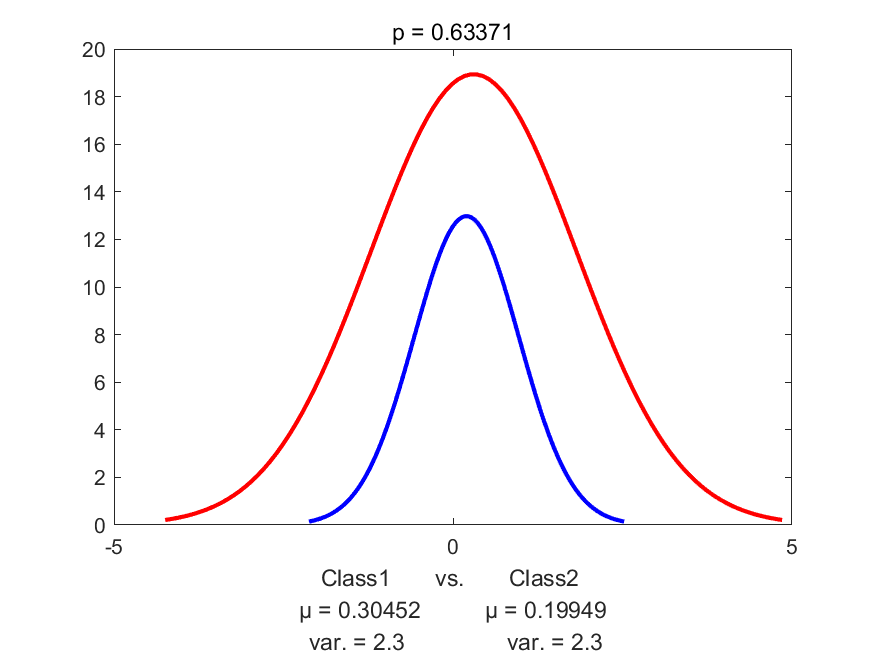 p = 0.63371
20
18
16
14
12
10
8
6
4
2
0
-5 0 5
Class1 vs. Class2
μ = 0.30452 μ = 0.19949
var. = 2.3 var. = 2.3